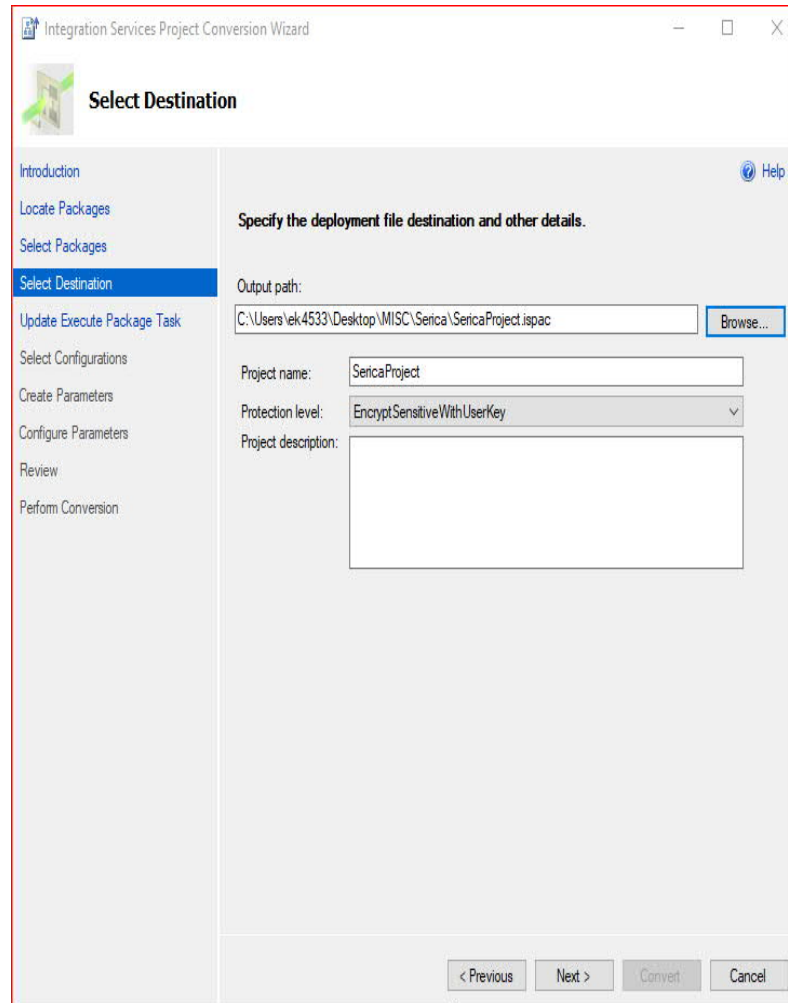 Integration Services Project Conversion Wizard
Select Destination
Introduction
Locate Packages
Select Packages
Select Destination
Update Execute Package Task
Select Configurations
Create Parameters
Configure Parameters
Review
Perform Conversion
Help
Specify the deployment file destination and other details.
Output path:
C:\Users\ek4533\Desktop\MISC\Serica\SericaProject.ispac
Browse...
Project name:
SericaProject
Protection level:
EncryptSensitiveWithUserKey
Project description:
< Previous
Next >
Convert
Cancel